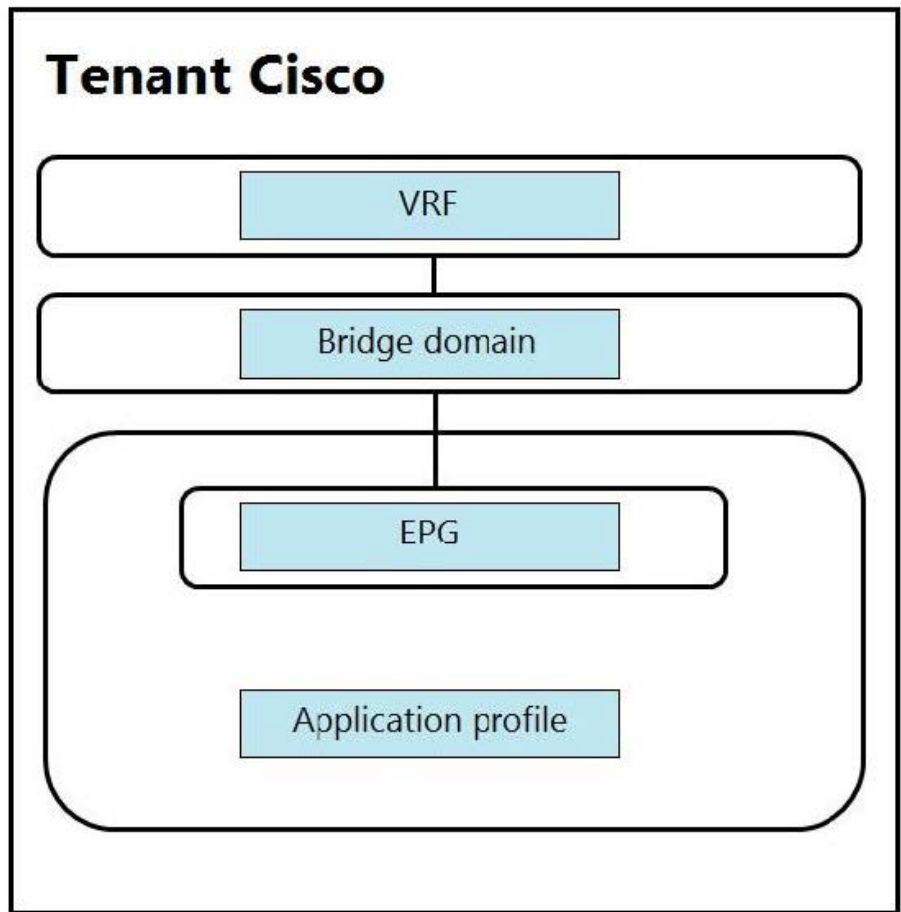 Tenant Cisco
VRF
Bridge domain
EPG
Application profile